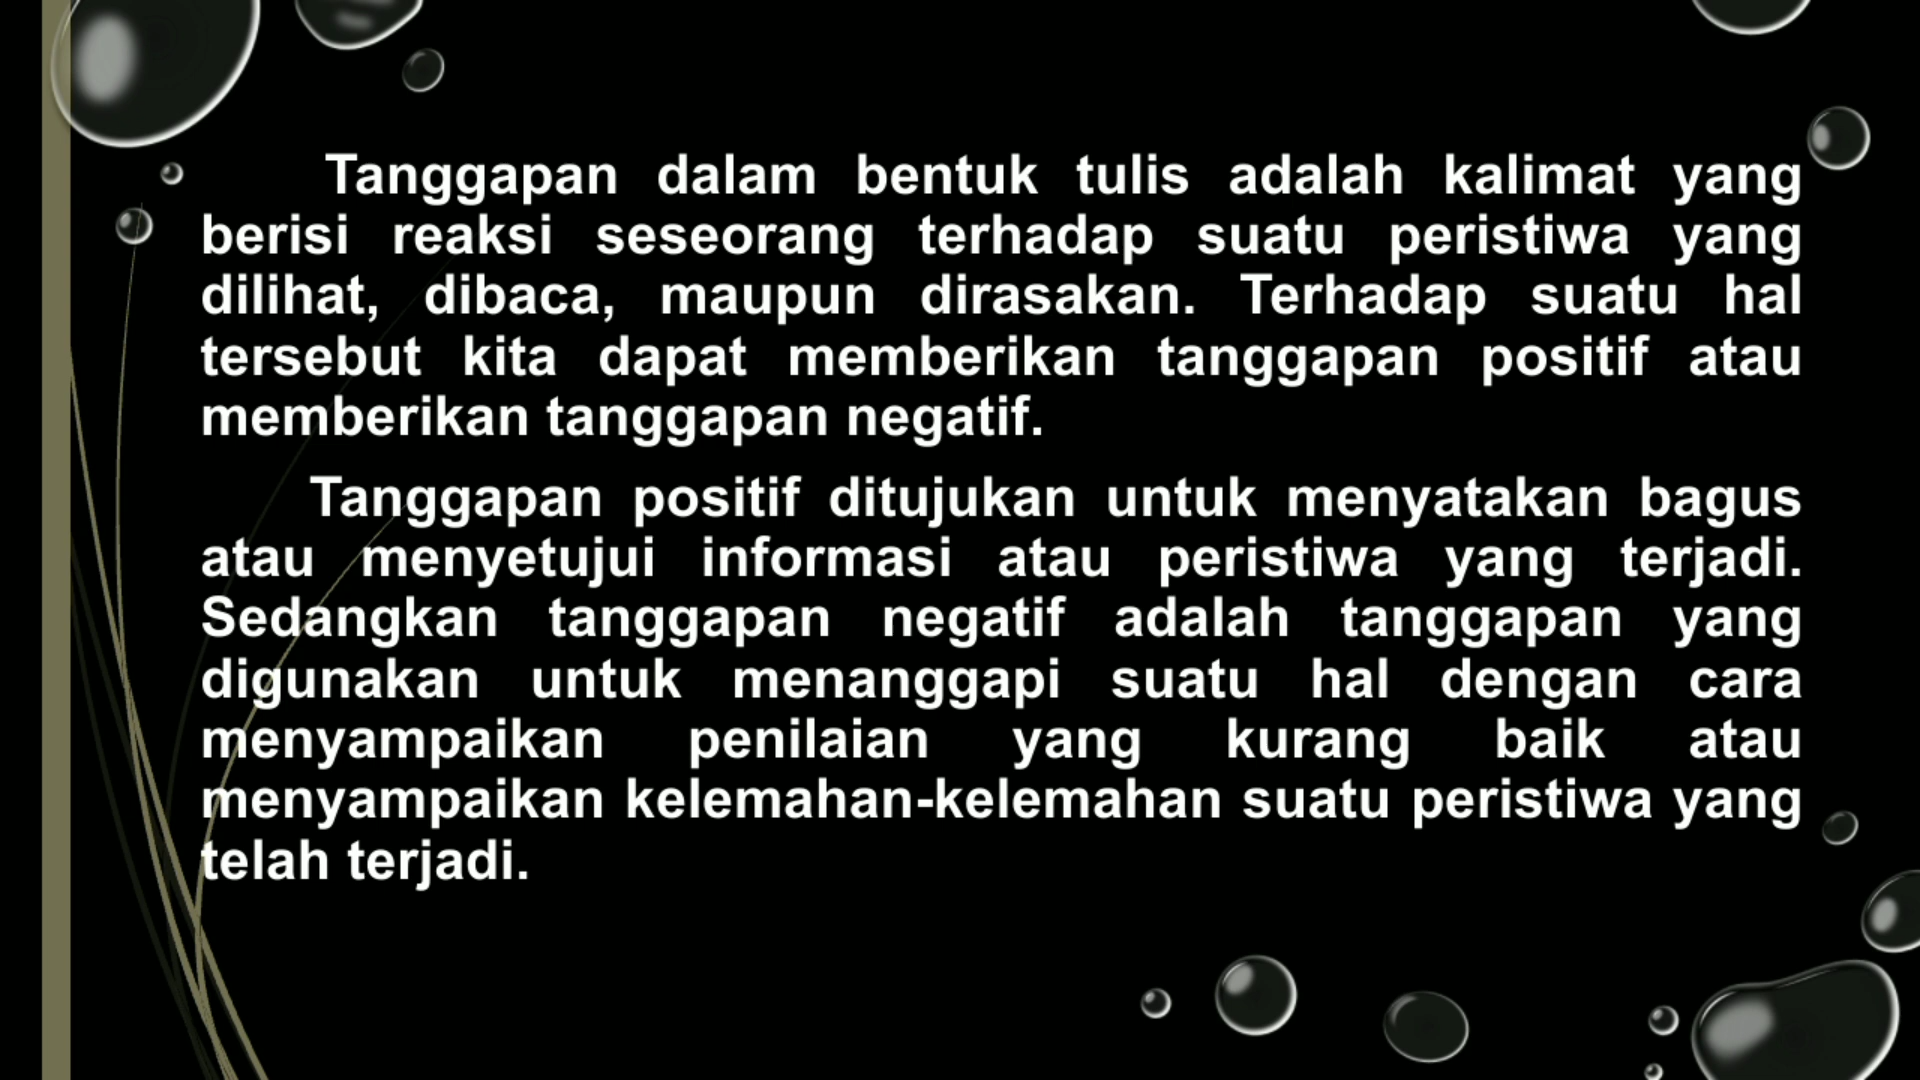 Tanggapan dalam bentuk tulis adalah kalimat yang
berisi reaksi seseorang terhadap suatu peristiwa yang
dilihat, dibaca, maupun dirasakan. Terhadap suatu hal
tersebut kita dapat memberikan tanggapan positif atau
memberikan tanggapan negatif.
Tanggapan positif ditujukan untuk menyatakan bagus
atau menyetujui informasi atau peristiwa yang terjadi.
Sedangkan tanggapan negatif adalah tanggapan yang
digunakan untuk menanggapi suatu hal dengan cara
menyampaikan penilaian yang kurang baik atau
menyampaikan kelemahan-kelemahan suatu peristiwa yang
telah terjadi.